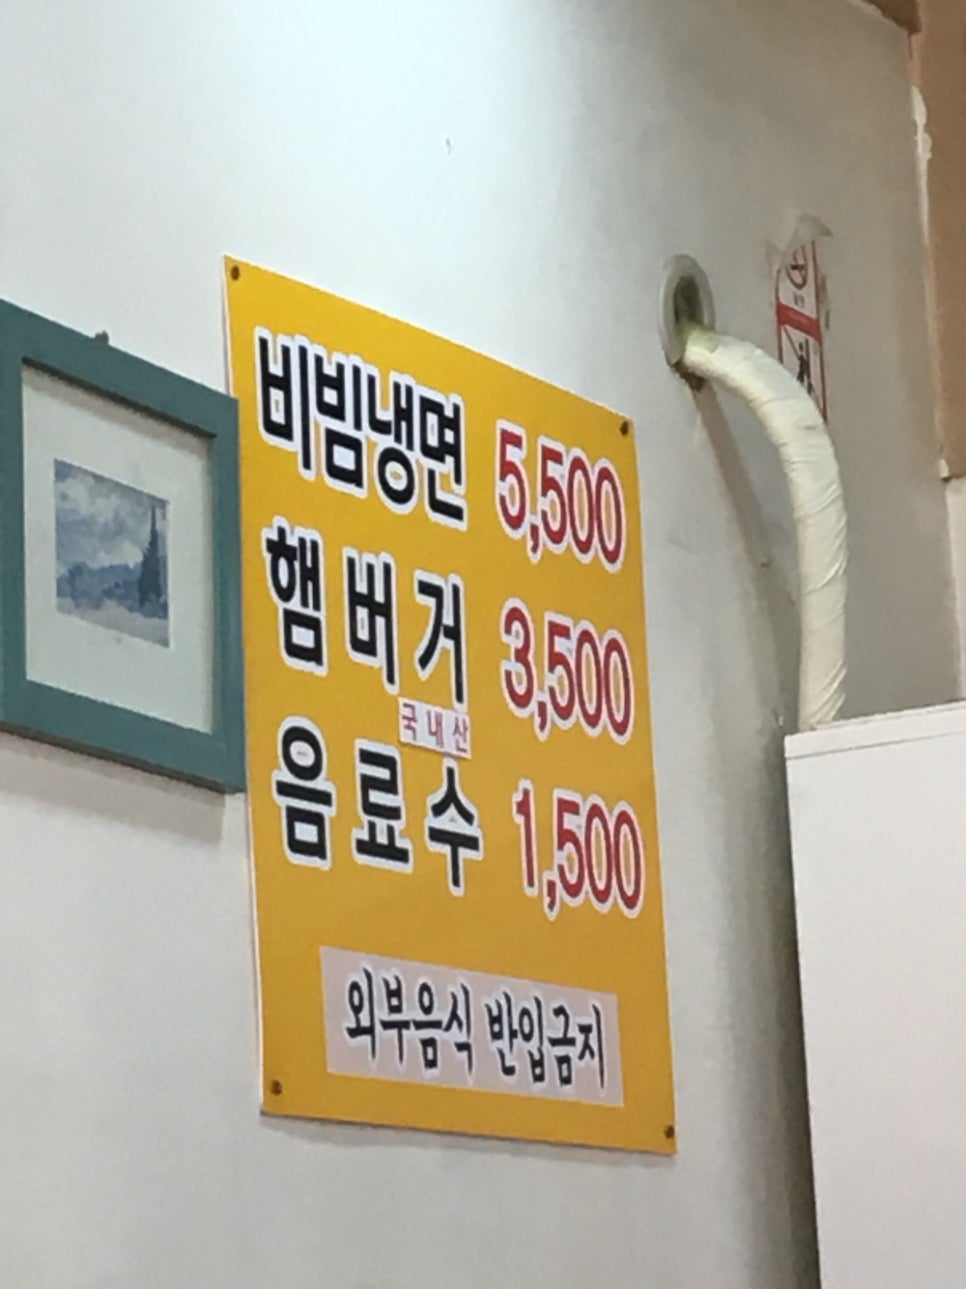 비빔냉면 5,500
햄버거 3,500
국내산
음료수 1,500
외부음식 반입금지